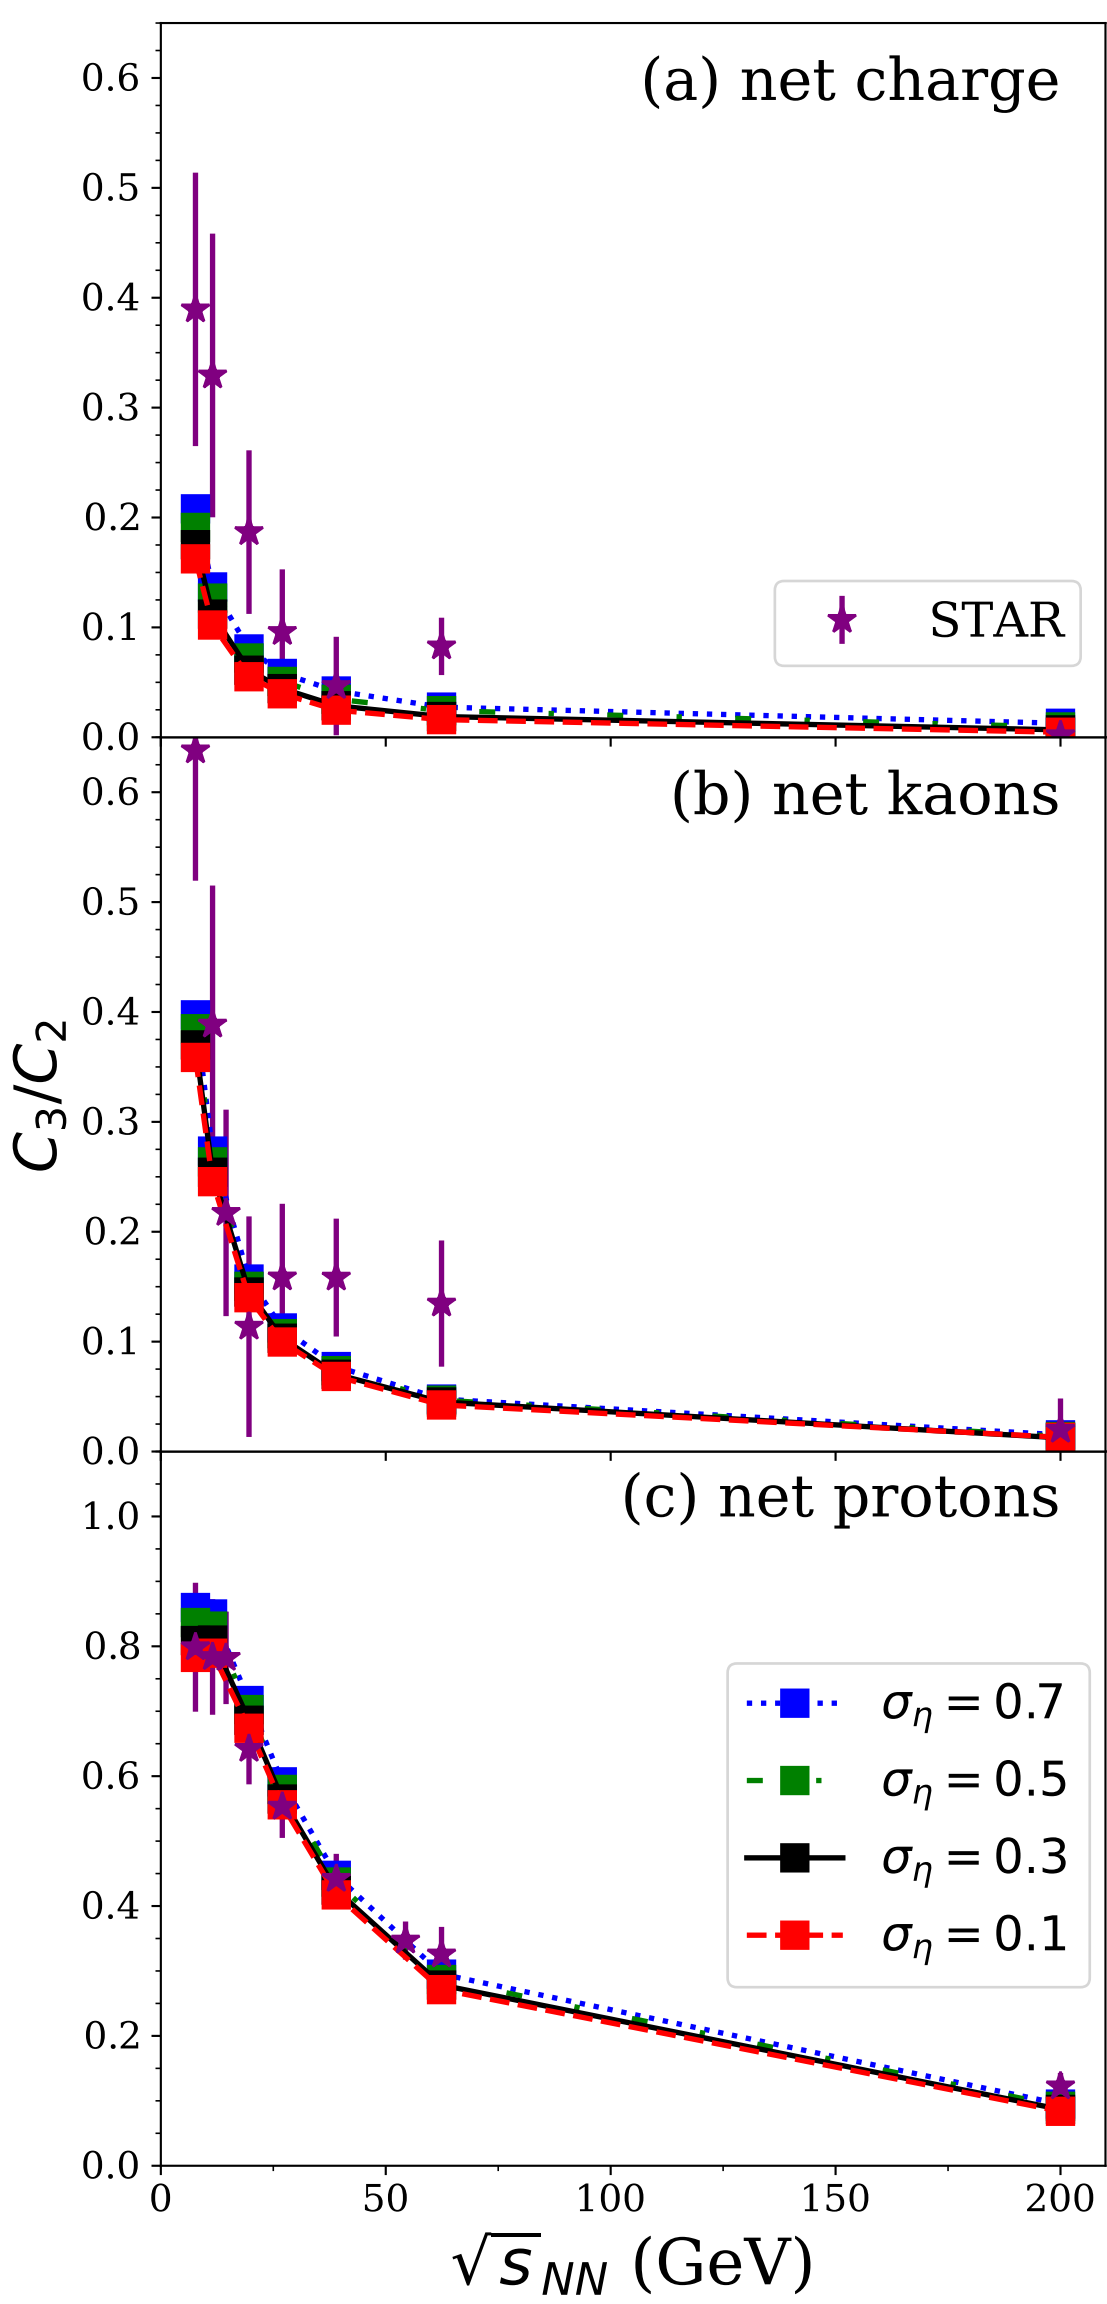 (a) net charge
0.6
0.5
0.4
0.3
0.2
0.1
0.0
STAR
(b) net kaons
0.6
0.5
0.4
0.3
0.2
0.1
0.0
C₃/C₂
(c) net protons
1.0
0.8
0.6
0.4
0.2
0.0
σ_η = 0.7
σ_η = 0.5
σ_η = 0.3
σ_η = 0.1
0 50 100 150 200
√s_NN (GeV)